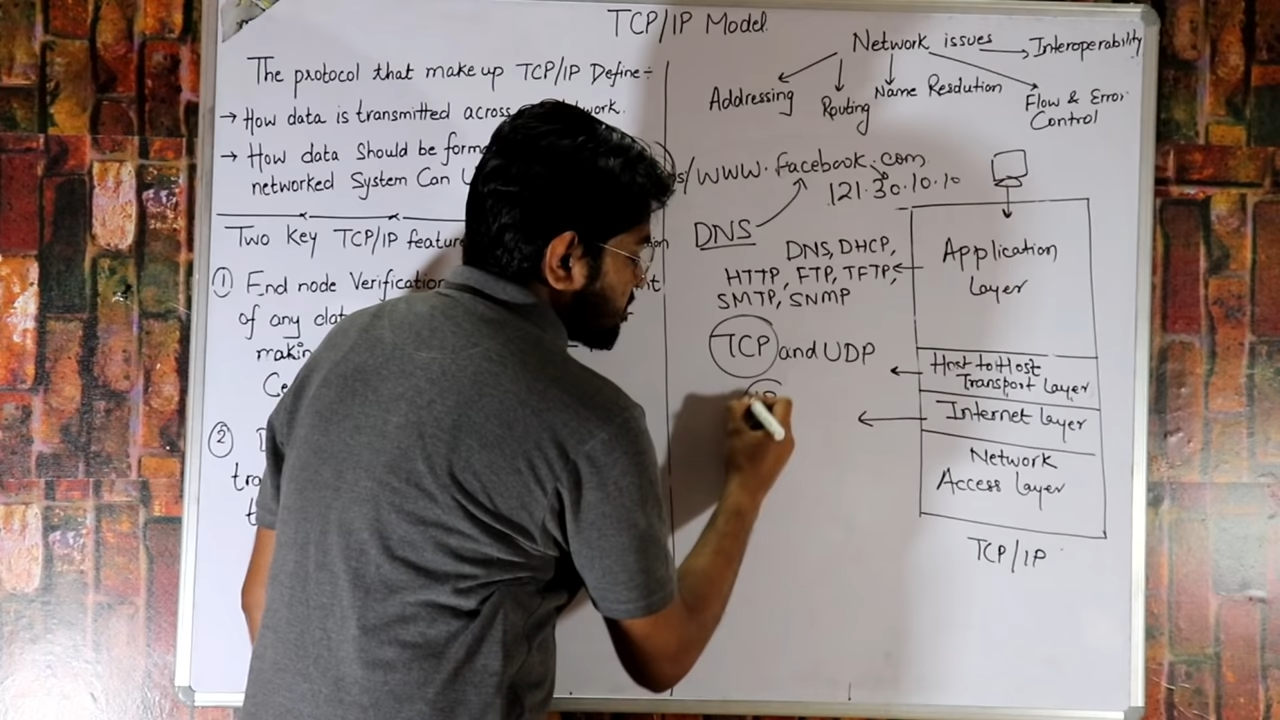 TCP/IP Model
The protocol that make up TCP/IP Define÷
→ How data is transmitted across
→ How data Should be
networked System Can
Two Key TCP/IP
① End node Verification
of any
② 
Network issues → Interoperability
Addressing
Routing
Name Resolution
Flow & Error
Control
/www.facebook.com
121.30.10.10
DNS
DNS, DHCP,
HTTP, FTP, TFTP,
SMTP, SNMP
TCP and UDP
Application
Layer
Host to Host
Transport Layer
Internet Layer
Network
Access Layer
TCP/IP